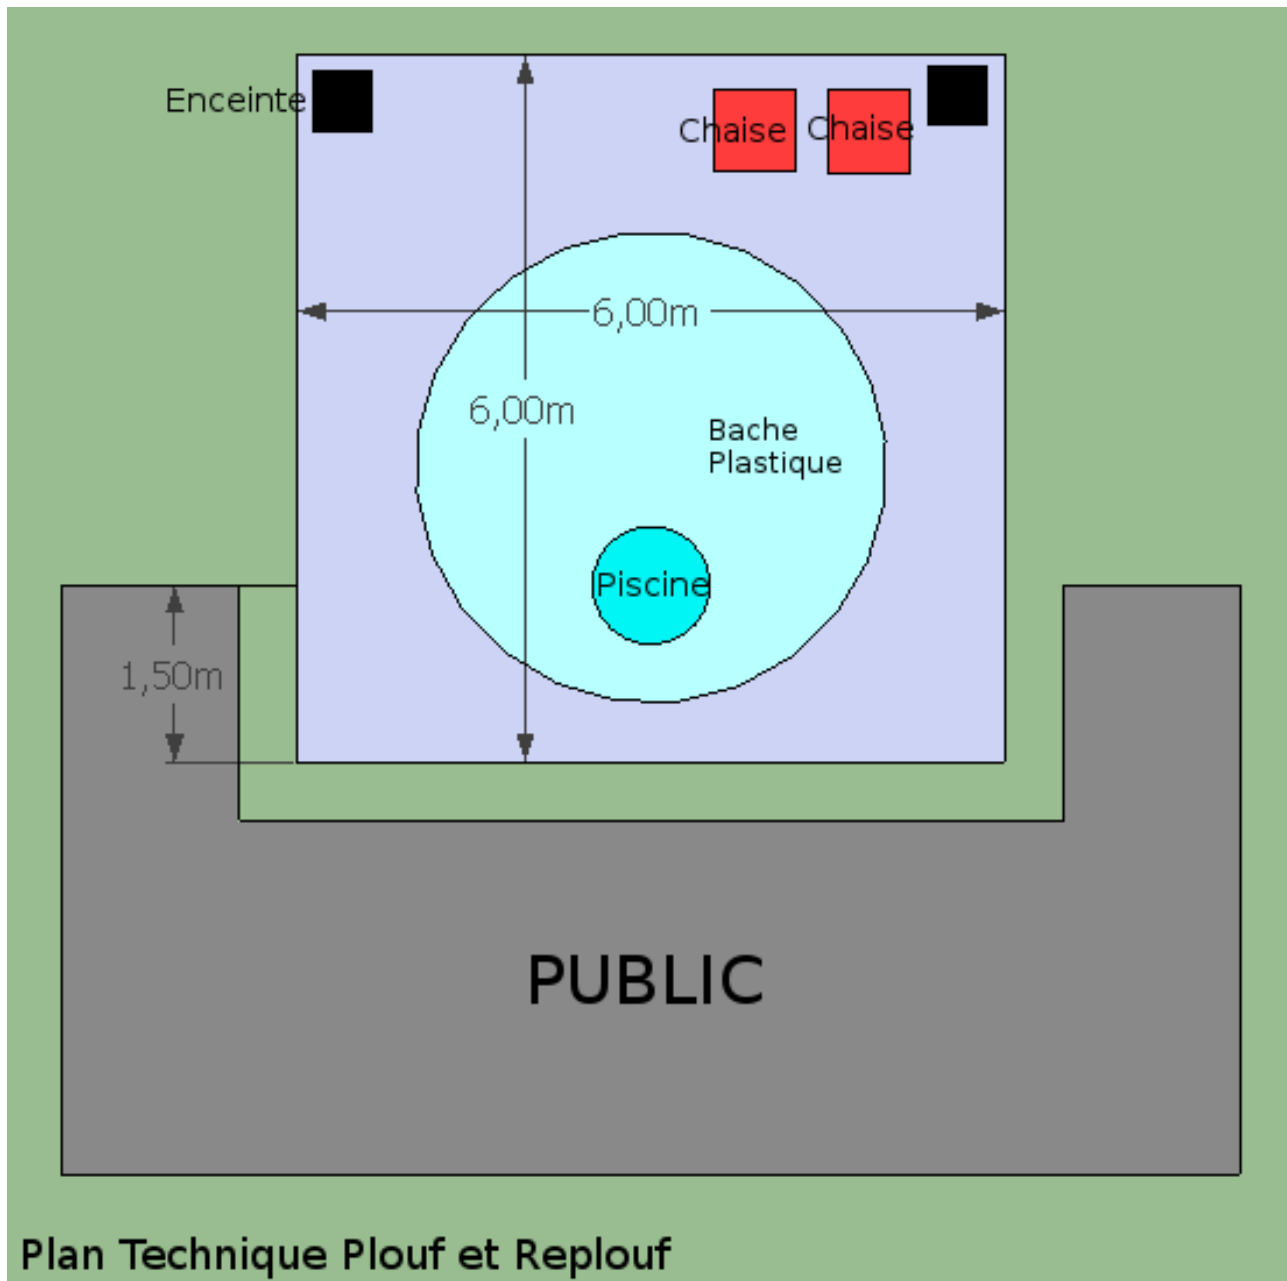 Enceinte
Chaise
Chaise
6,00m
6,00m
Bache
Plastique
Piscine
1,50m
PUBLIC
Plan Technique Plouf et Replouf